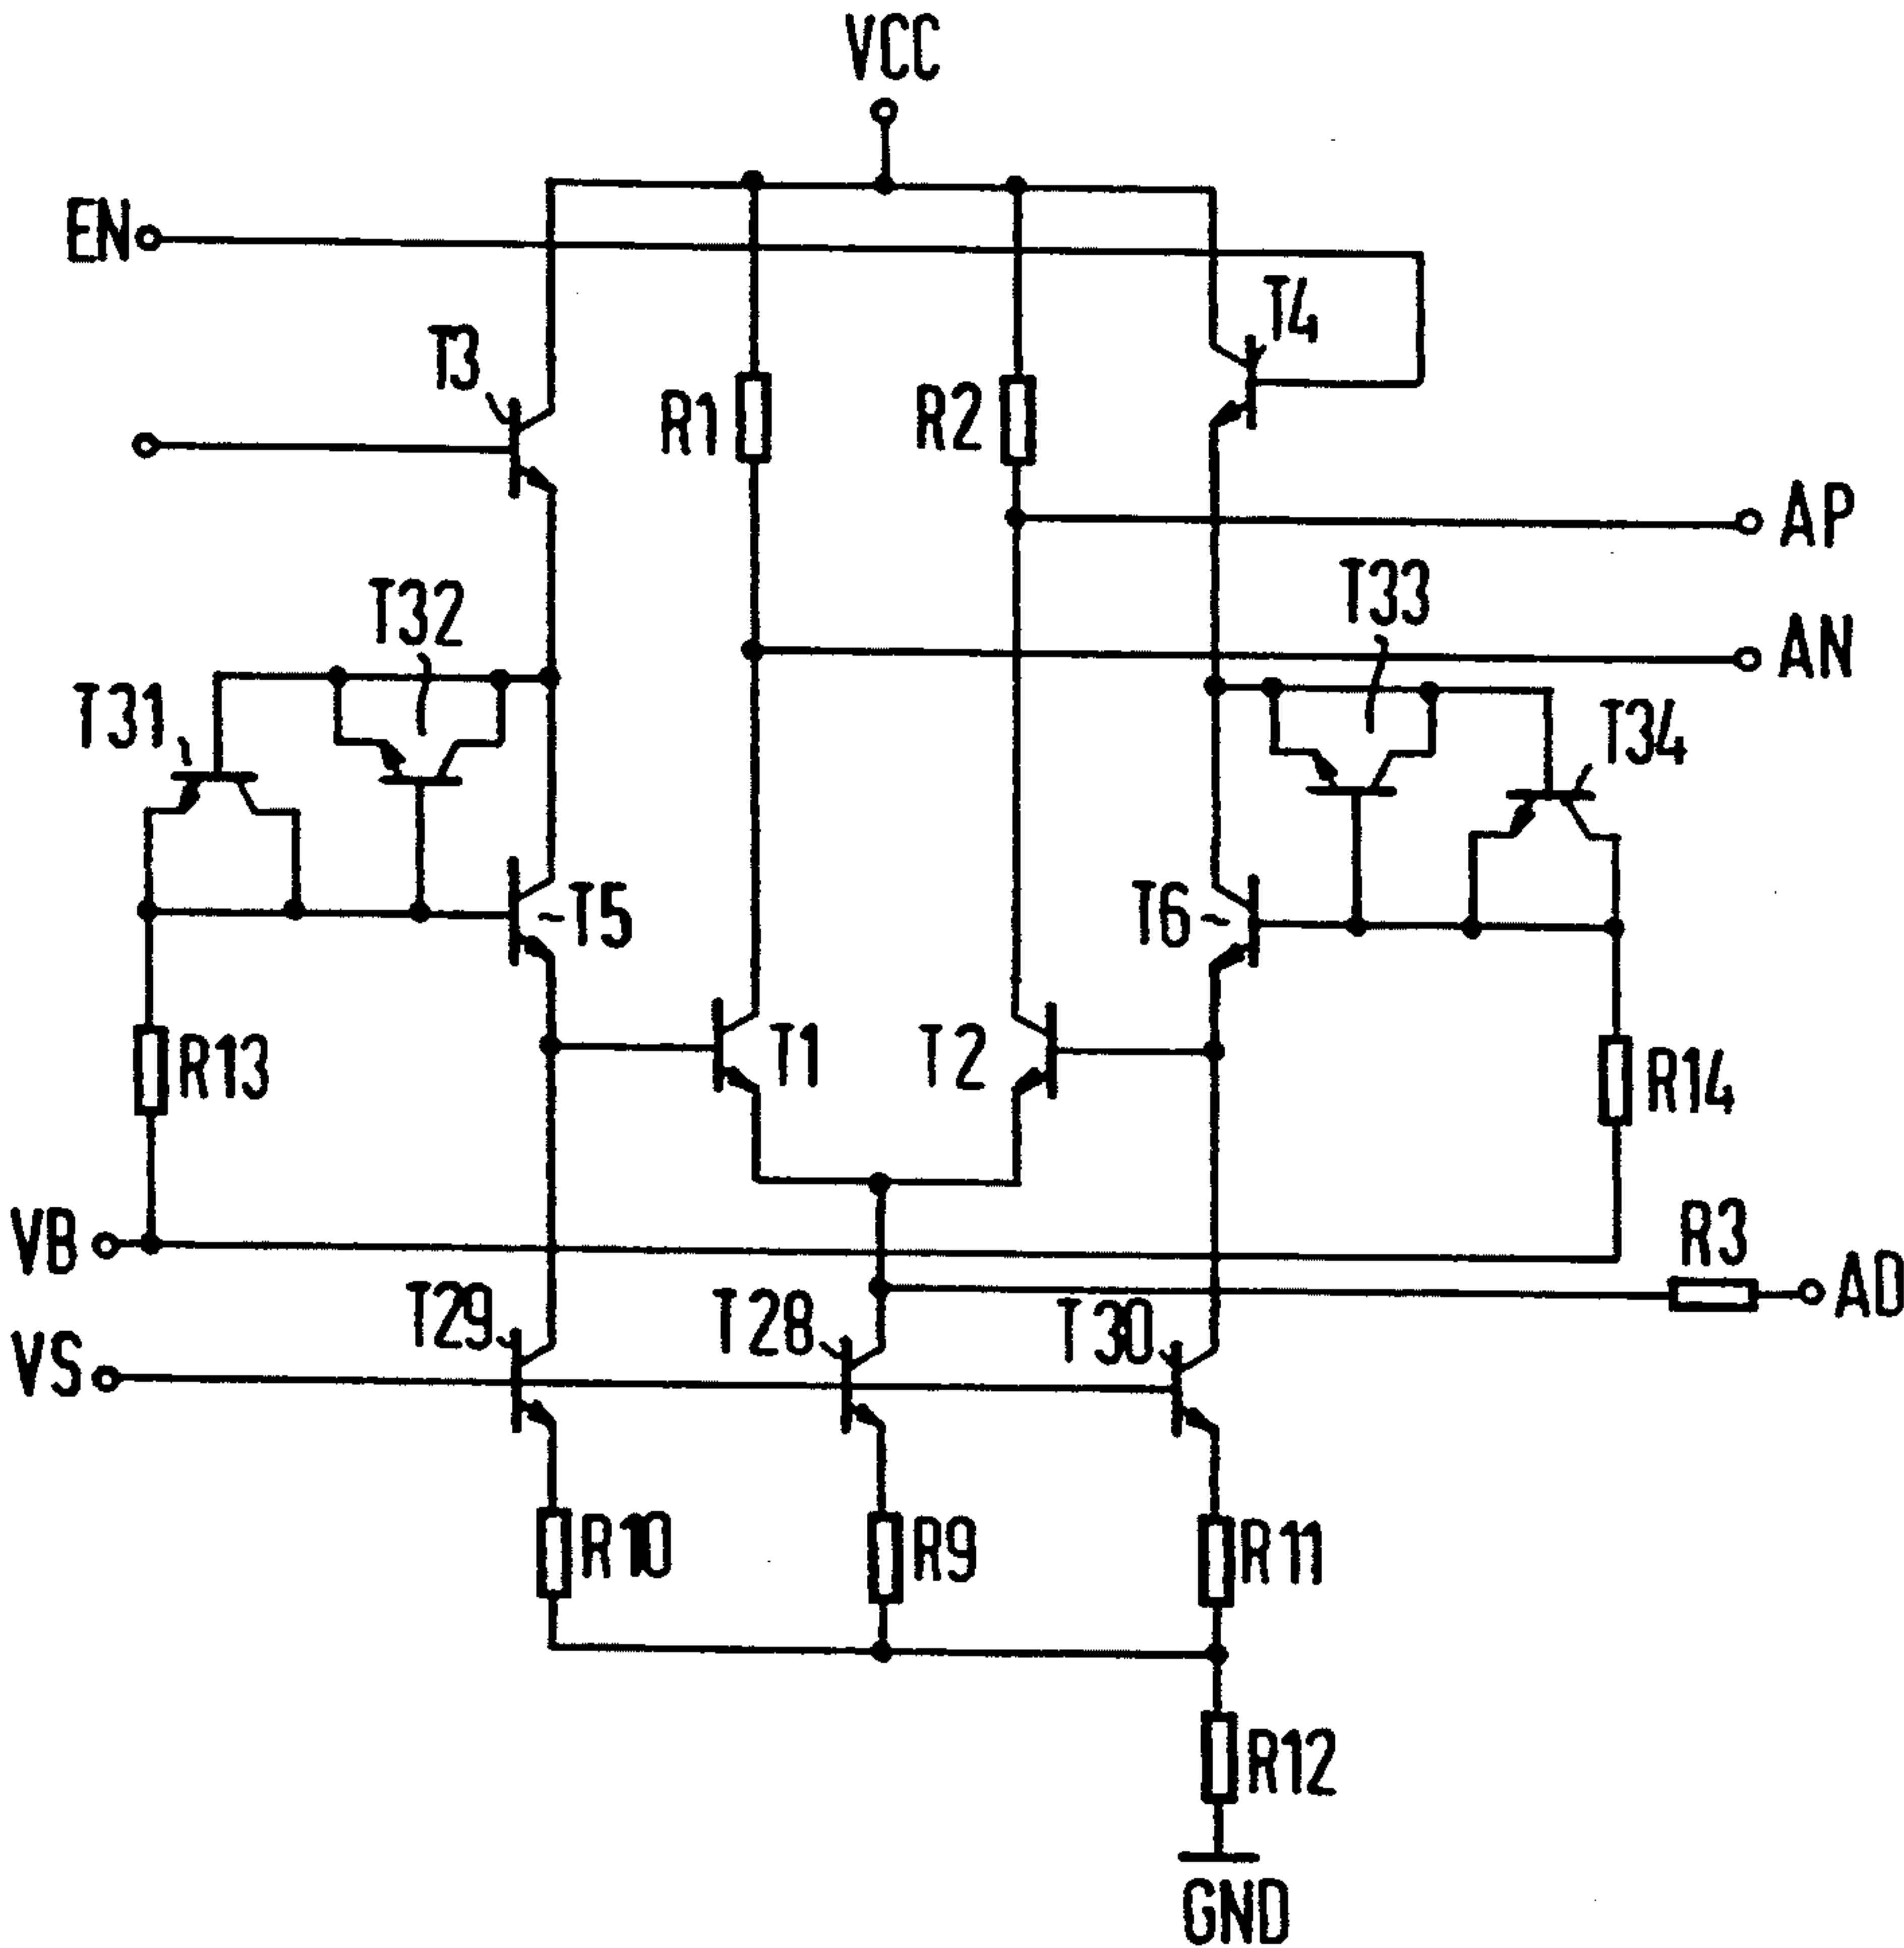 VCC
EN
T4
T3
R1
R2
AP
T33
T32
AN
T31
T34
T5
T6
T1
T2
R13
R14
R3
VB
AD
T29
T28
T30
VS
R10
R9
R11
R12
GND